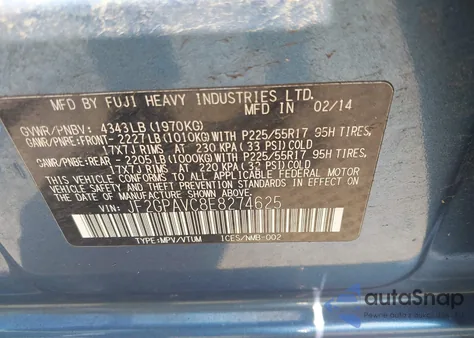 MFD BY FUJI HEAVY INDUSTRIES LTD.
MFD IN 02/14
GVWR/PNBV: 4343LB(1970KG)
GAWR/PNBE:FRONT- 2227LB(1010KG)WITH P225/55R17 95H TIRES,
17X7J RIMS AT 230 KPA (33 PSI)COLD
GAWR/PNBE:REAR - 2205LB(1000KG)WITH P225/55R17 95H TIRES,
17X7J RIMS AT 220 KPA (33 PSI)COLD
THIS VEHICLE CONFORMS TO ALL APPLICABLE FEDERAL MOTOR
VEHICLE SAFETY, BUMPER, AND THEFT PREVENTION STANDARDS
IN EFFECT ON THE DATE OF MANUFACTURE SHOWN ABOVE.
VIN: JF2GPAVC8E8274625
TYPE:MPV/VTUM ICES/NMB-002
autoSnap